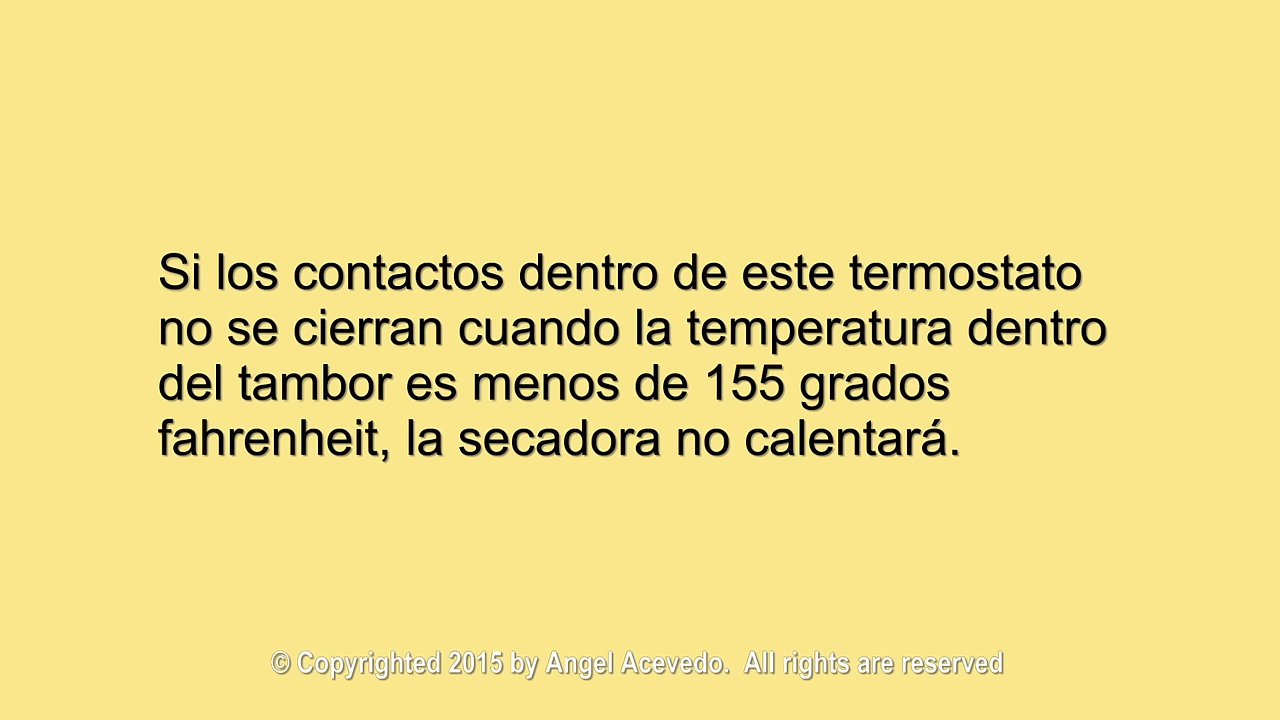 Si los contactos dentro de este termostato
no se cierran cuando la temperatura dentro
del tambor es menos de 155 grados
fahrenheit, la secadora no calentará.
© Copyrighted 2015 by Angel Acevedo.  All rights are reserved